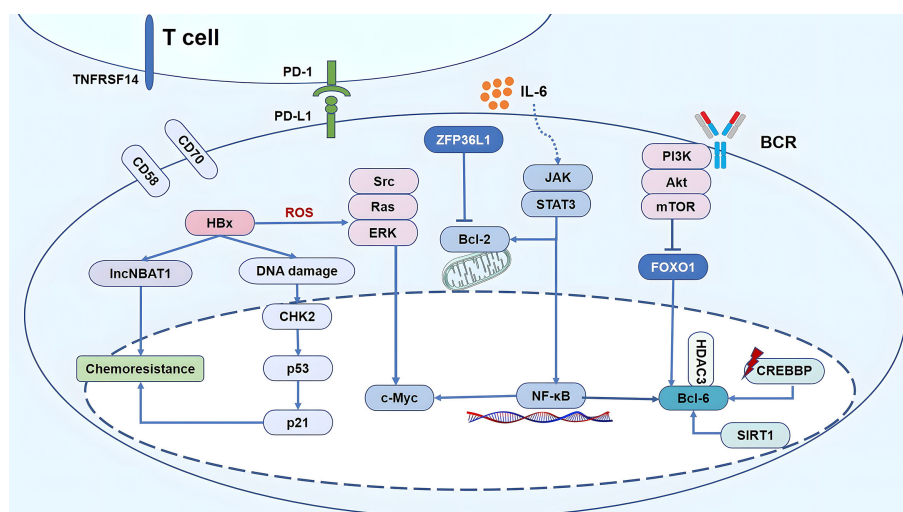 T cell
TNFRSF14
PD-1
PD-L1
IL-6
BCR
CD70
CD58
ZFP36L1
PI3K
Akt
mTOR
JAK
STAT3
Src
Ras
ERK
HBx
ROS
Bcl-2
lncNBAT1
DNA damage
FOXO1
CHK2
HDAC3
Chemoresistance
p53
CREBBP
c-Myc
NF-κB
Bcl-6
p21
SIRT1